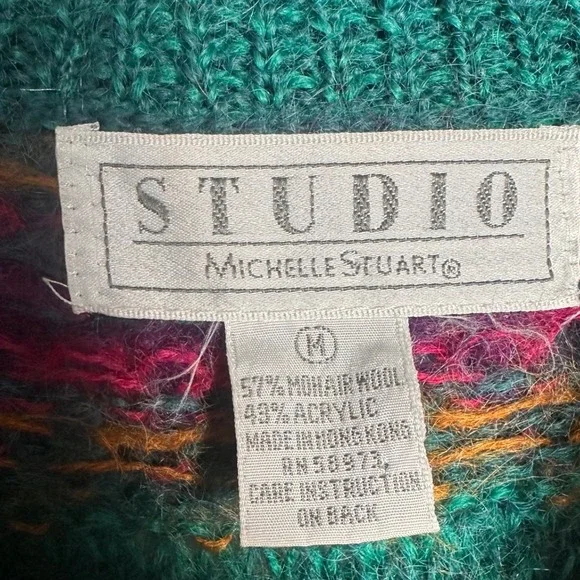 STUDIO
MICHELLE STUART®
M
57% MOHAIR WOOL
43% ACRYLIC
MADE IN HONG KONG
RN 58973,
CARE INSTRUCTION
ON BACK